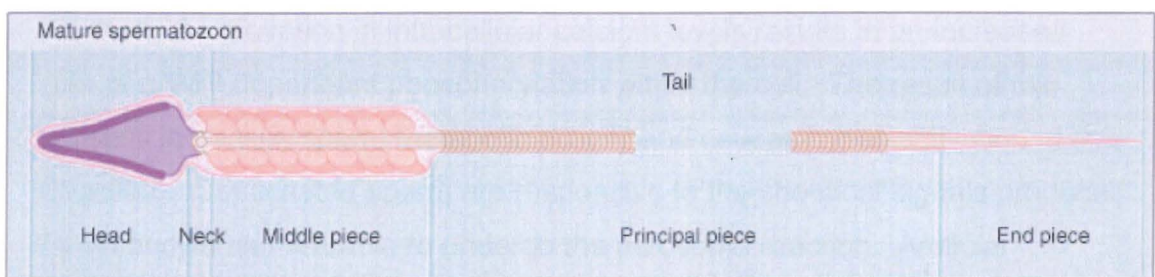 Mature spermatozoon
Tail
Head Neck Middle piece Principal piece End piece